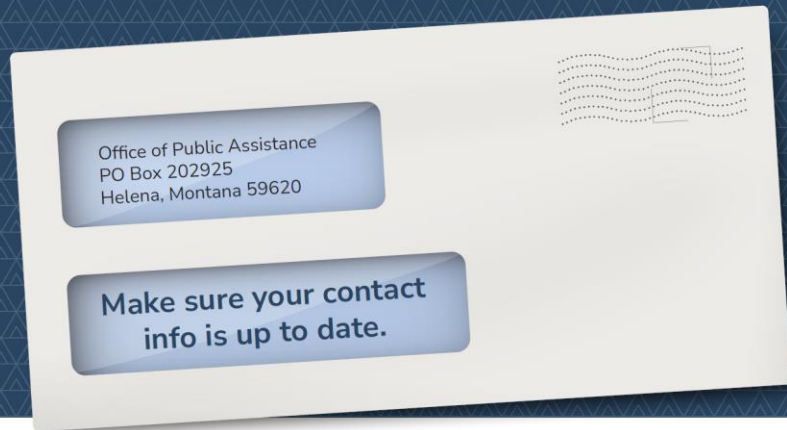 Office of Public Assistance
PO Box 202925
Helena, Montana 59620
Make sure your contact
info is up to date.